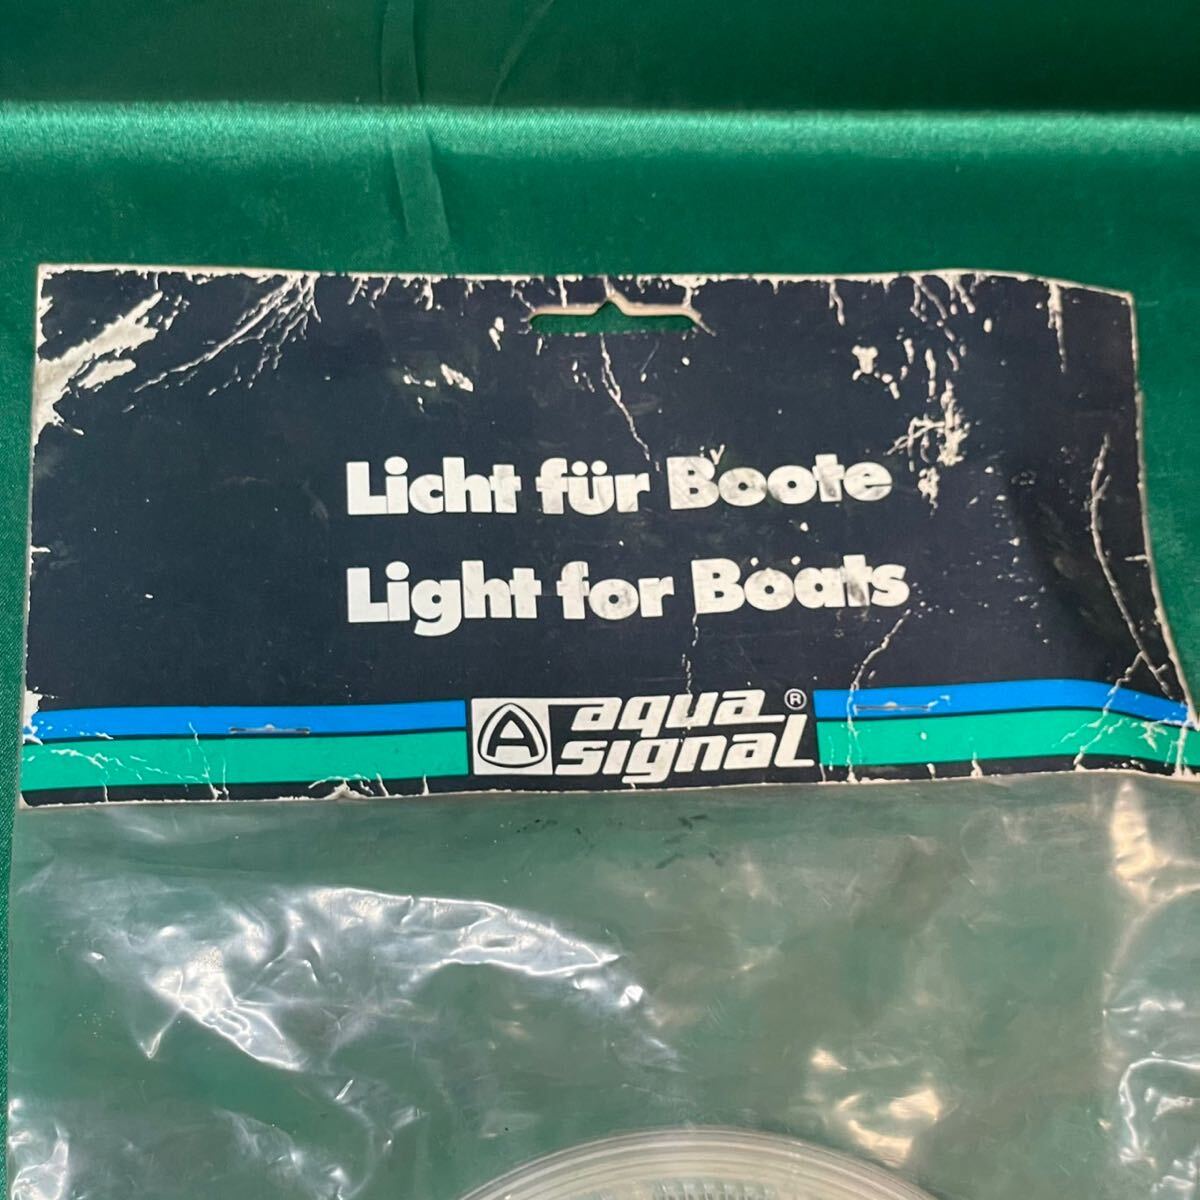 Licht für Boote
Light for Boats
A aqua ®
signal